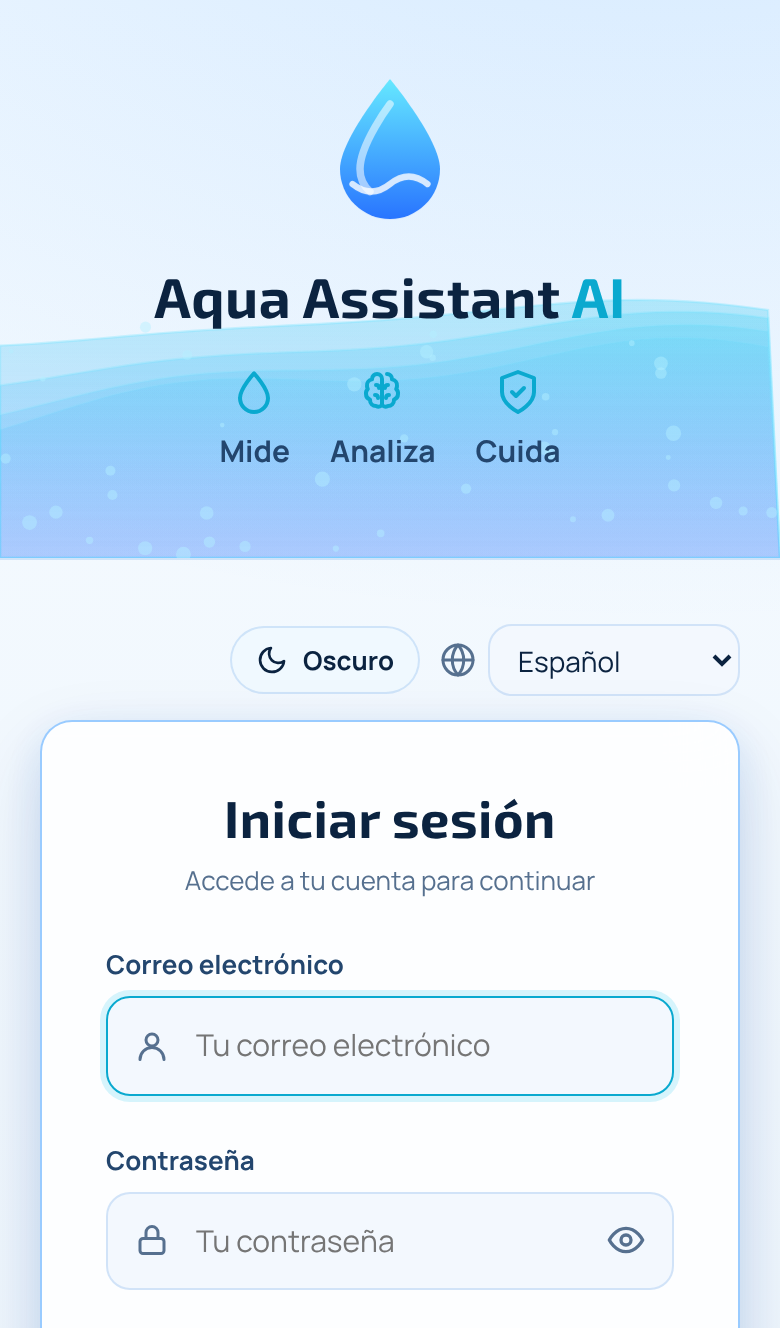 Aqua Assistant AI
Mide Analiza Cuida
Oscuro Español
Iniciar sesión
Accede a tu cuenta para continuar
Correo electrónico
Tu correo electrónico
Contraseña
Tu contraseña